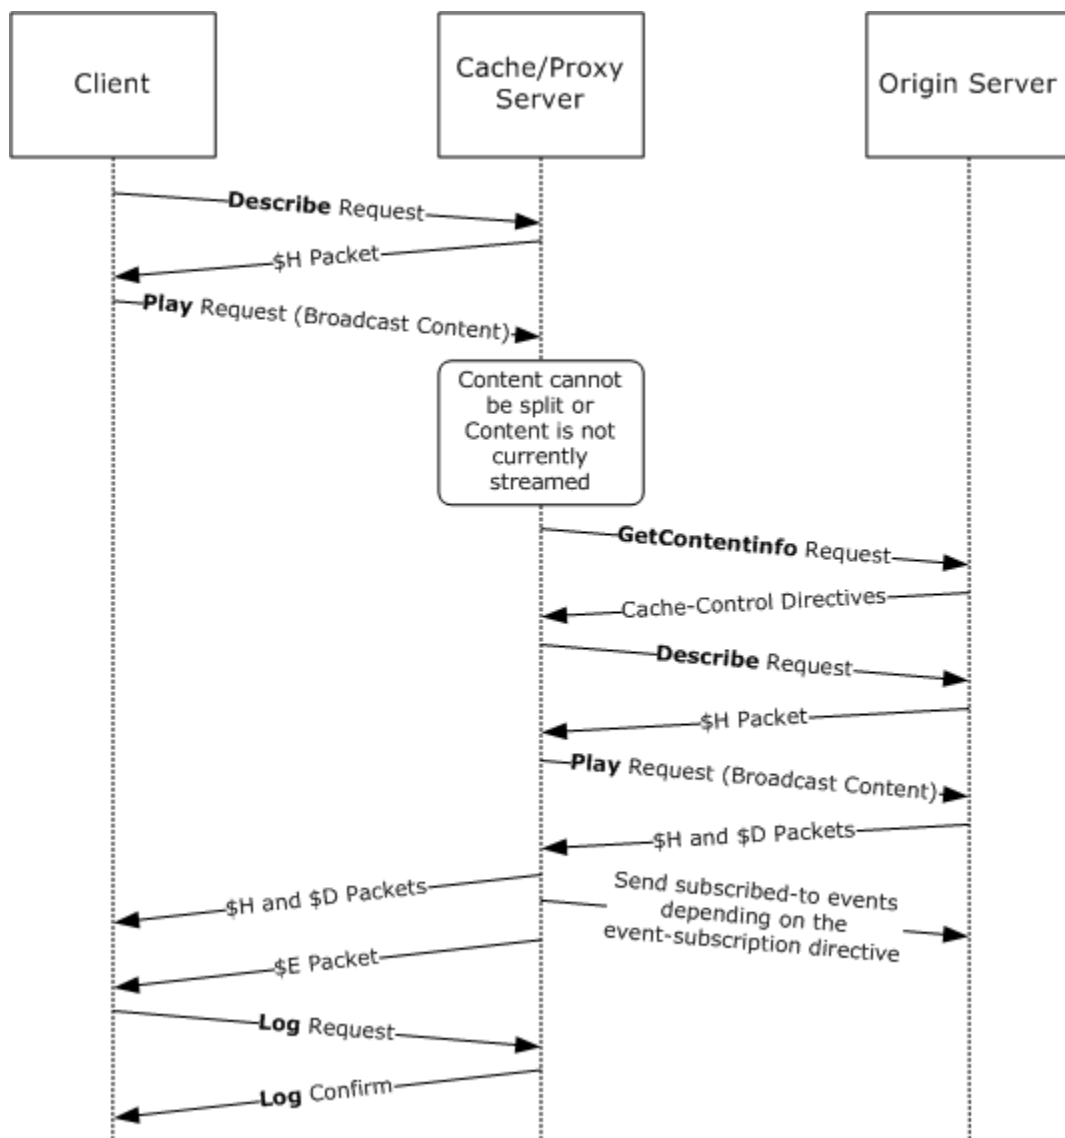 Client
Cache/Proxy
Server
Origin Server
Describe Request
$H Packet
Play Request (Broadcast Content)
Content cannot
be split or
Content is not
currently
streamed
GetContentinfo Request
Cache-Control Directives
Describe Request
$H Packet
Play Request (Broadcast Content)
$H and $D Packets
$H and $D Packets
Send subscribed-to events
depending on the
event-subscription directive
$E Packet
Log Request
Log Confirm